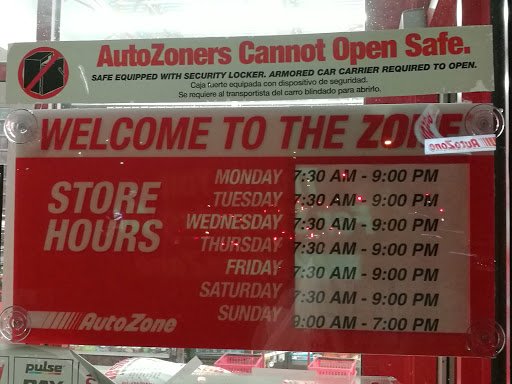 AutoZoners Cannot Open Safe.
SAFE EQUIPPED WITH SECURITY LOCKER. ARMORED CAR CARRIER REQUIRED TO OPEN.
Caja fuerte equipada con dispositivo de seguridad.
Se requiere al transportista del carro blindado para abrirlo.
WELCOME TO THE ZONE
AutoZone
STORE HOURS
MONDAY 7:30 AM - 9:00 PM
TUESDAY 7:30 AM - 9:00 PM
WEDNESDAY 7:30 AM - 9:00 PM
THURSDAY 7:30 AM - 9:00 PM
FRIDAY 7:30 AM - 9:00 PM
SATURDAY 7:30 AM - 9:00 PM
SUNDAY 9:00 AM - 7:00 PM
AutoZone
pulse
PAY